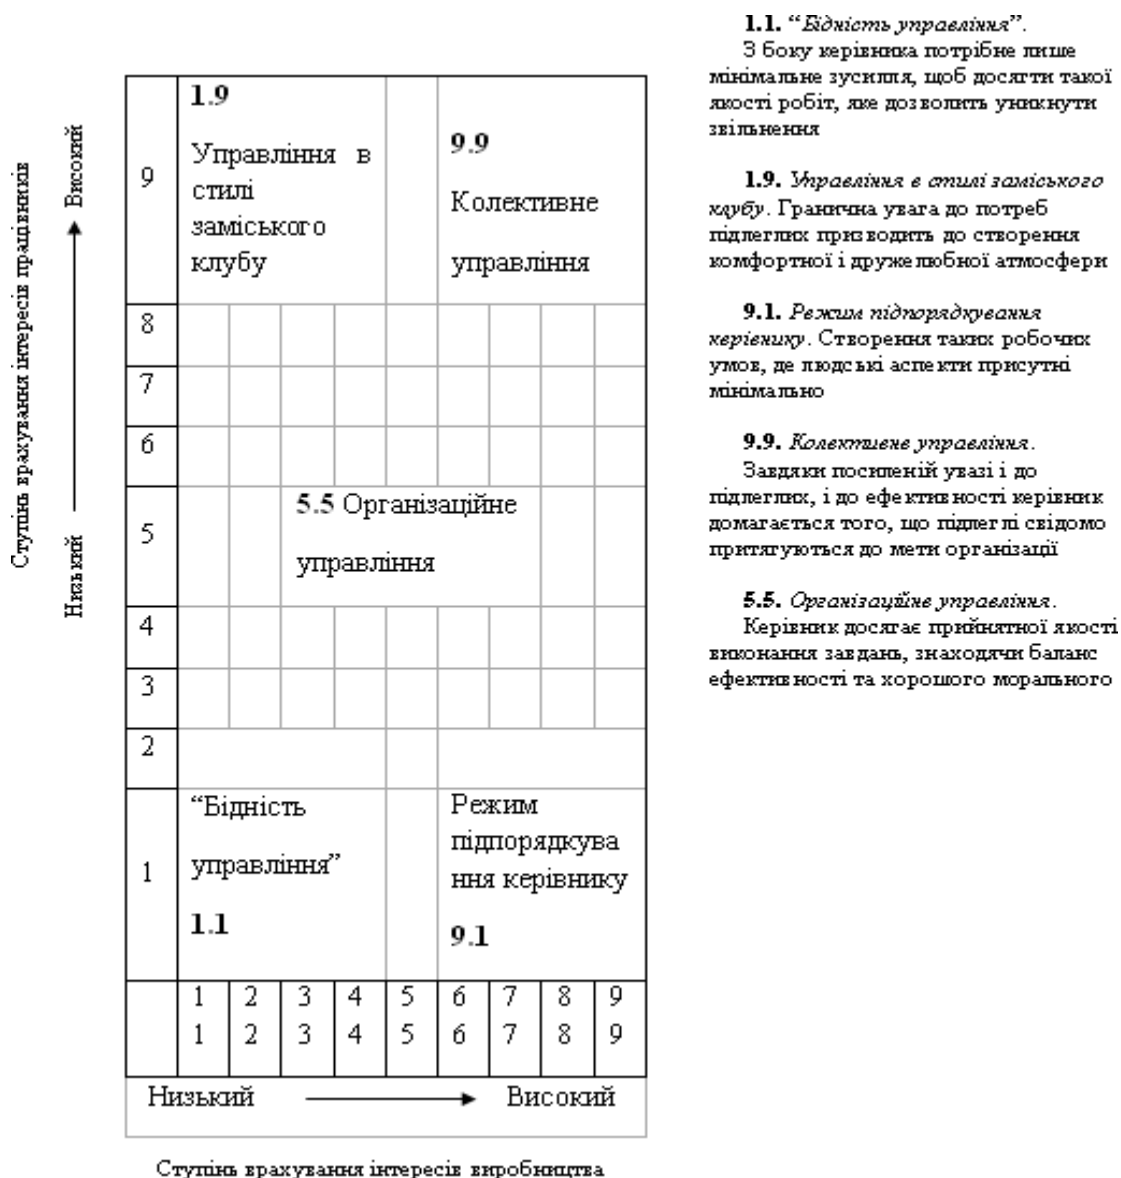 1.1. “Бідність управління”.
З боку керівника потрібне лише
мінімальне зусилля, щоб досягти такої
якості робіт, яке дозволить уникнути
звільнення
1.9. Управління в стилі заміського
клубу. Гранична увага до потреб
підлеглих призводить до створення
комфортної і дружелюбної атмосфери
9.1. Режим підпорядкування
керівнику. Створення таких робочих
умов, де людські аспекти присутні
мінімально
9.9. Колективне управління.
Завдяки посиленій увазі і до
підлеглих, і до ефективності керівник
домагається того, що підлеглі свідомо
притягуються до мети організації
5.5. Організаційне управління.
Керівник досягає прийнятної якості
виконання завдань, знаходячи баланс
ефективності та хорошого морального
Ступінь врахування інтересів працівників
Низький
Високий
9
1.9
Управління в
стилі
заміського
клубу
9.9
Колективне
управління
8
7
6
5
5.5 Організаційне
управління
4
3
2
1
“Бідність
управління”
1.1
Режим
підпорядкува
ння керівнику
9.1
1 2 3 4 5 6 7 8 9
1 2 3 4 5 6 7 8 9
Низький Високий
Ступінь врахування інтересів виробництва